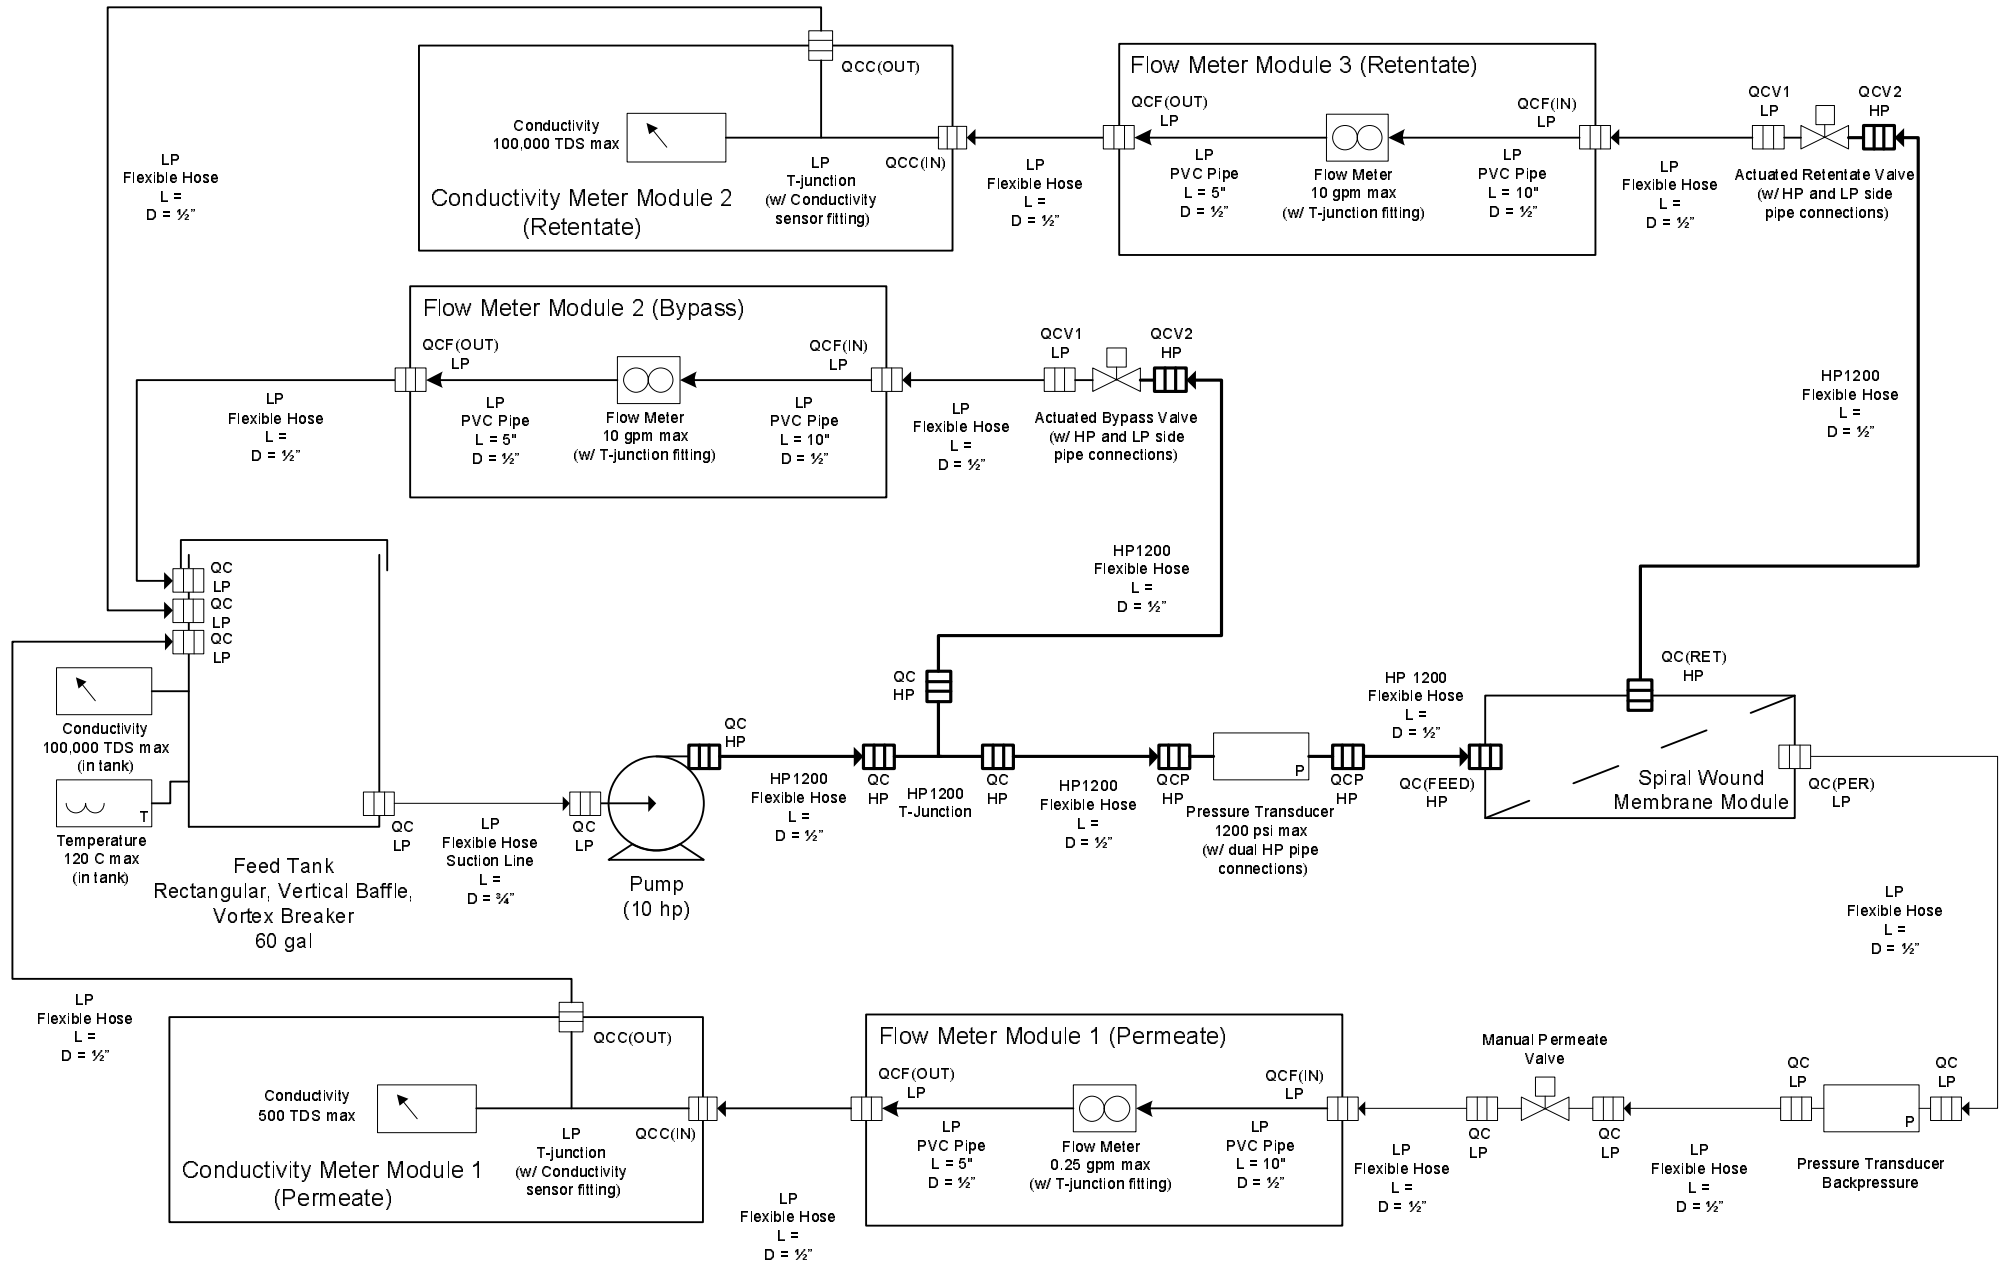 QCC(OUT)
Conductivity
100,000 TDS max
QCC(IN)
LP
T-junction
(w/ Conductivity
sensor fitting)
Conductivity Meter Module 2
(Retentate)
LP
Flexible Hose
L =
D = ½”
LP
Flexible Hose
L =
D = ½”
Flow Meter Module 3 (Retentate)
QCF(OUT)
LP
QCF(IN)
LP
LP
PVC Pipe
L = 5"
D = ½”
Flow Meter
10 gpm max
(w/ T-junction fitting)
LP
PVC Pipe
L = 10"
D = ½”
LP
Flexible Hose
L =
D = ½”
QCV1
LP
QCV2
HP
Actuated Retentate Valve
(w/ HP and LP side
pipe connections)
Flow Meter Module 2 (Bypass)
QCF(OUT)
LP
QCF(IN)
LP
LP
Flexible Hose
L =
D = ½”
LP
PVC Pipe
L = 5"
D = ½”
Flow Meter
10 gpm max
(w/ T-junction fitting)
LP
PVC Pipe
L = 10"
D = ½”
LP
Flexible Hose
L =
D = ½”
QCV1
LP
QCV2
HP
Actuated Bypass Valve
(w/ HP and LP side
pipe connections)
HP1200
Flexible Hose
L =
D = ½”
HP1200
Flexible Hose
L =
D = ½”
QC
LP
QC
LP
QC
LP
Conductivity
100,000 TDS max
(in tank)
T
Temperature
120 C max
(in tank)
Feed Tank
Rectangular, Vertical Baffle,
Vortex Breaker
60 gal
QC
LP
LP
Flexible Hose
Suction Line
L =
D = ¾”
QC
LP
Pump
(10 hp)
QC
HP
HP1200
Flexible Hose
L =
D = ½”
QC
HP
QC
HP
HP1200
T-Junction
QC
HP
HP1200
Flexible Hose
L =
D = ½”
QCP
HP
P
Pressure Transducer
1200 psi max
(w/ dual HP pipe
connections)
QCP
HP
HP 1200
Flexible Hose
L =
D = ½”
QC(FEED)
HP
QC(RET)
HP
Spiral Wound
Membrane Module
QC(PER)
LP
LP
Flexible Hose
L =
D = ½”
LP
Flexible Hose
L =
D = ½”
QCC(OUT)
Conductivity
500 TDS max
QCC(IN)
LP
T-junction
(w/ Conductivity
sensor fitting)
Conductivity Meter Module 1
(Permeate)
LP
Flexible Hose
L =
D = ½”
Flow Meter Module 1 (Permeate)
QCF(OUT)
LP
QCF(IN)
LP
LP
PVC Pipe
L = 5"
D = ½”
Flow Meter
0.25 gpm max
(w/ T-junction fitting)
LP
PVC Pipe
L = 10"
D = ½”
LP
Flexible Hose
L =
D = ½”
Manual Permeate
Valve
QC
LP
QC
LP
LP
Flexible Hose
L =
D = ½”
QC
LP
QC
LP
P
Pressure Transducer
Backpressure